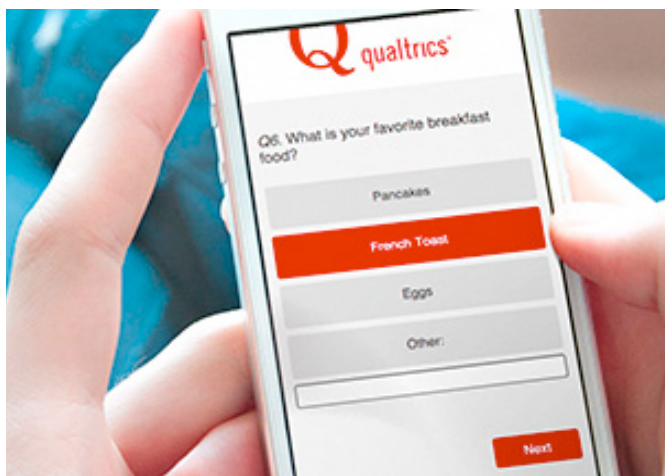 Q qualtrics
Q6. What is your favorite breakfast
food?
Pancakes
French Toast
Eggs
Other:
Next